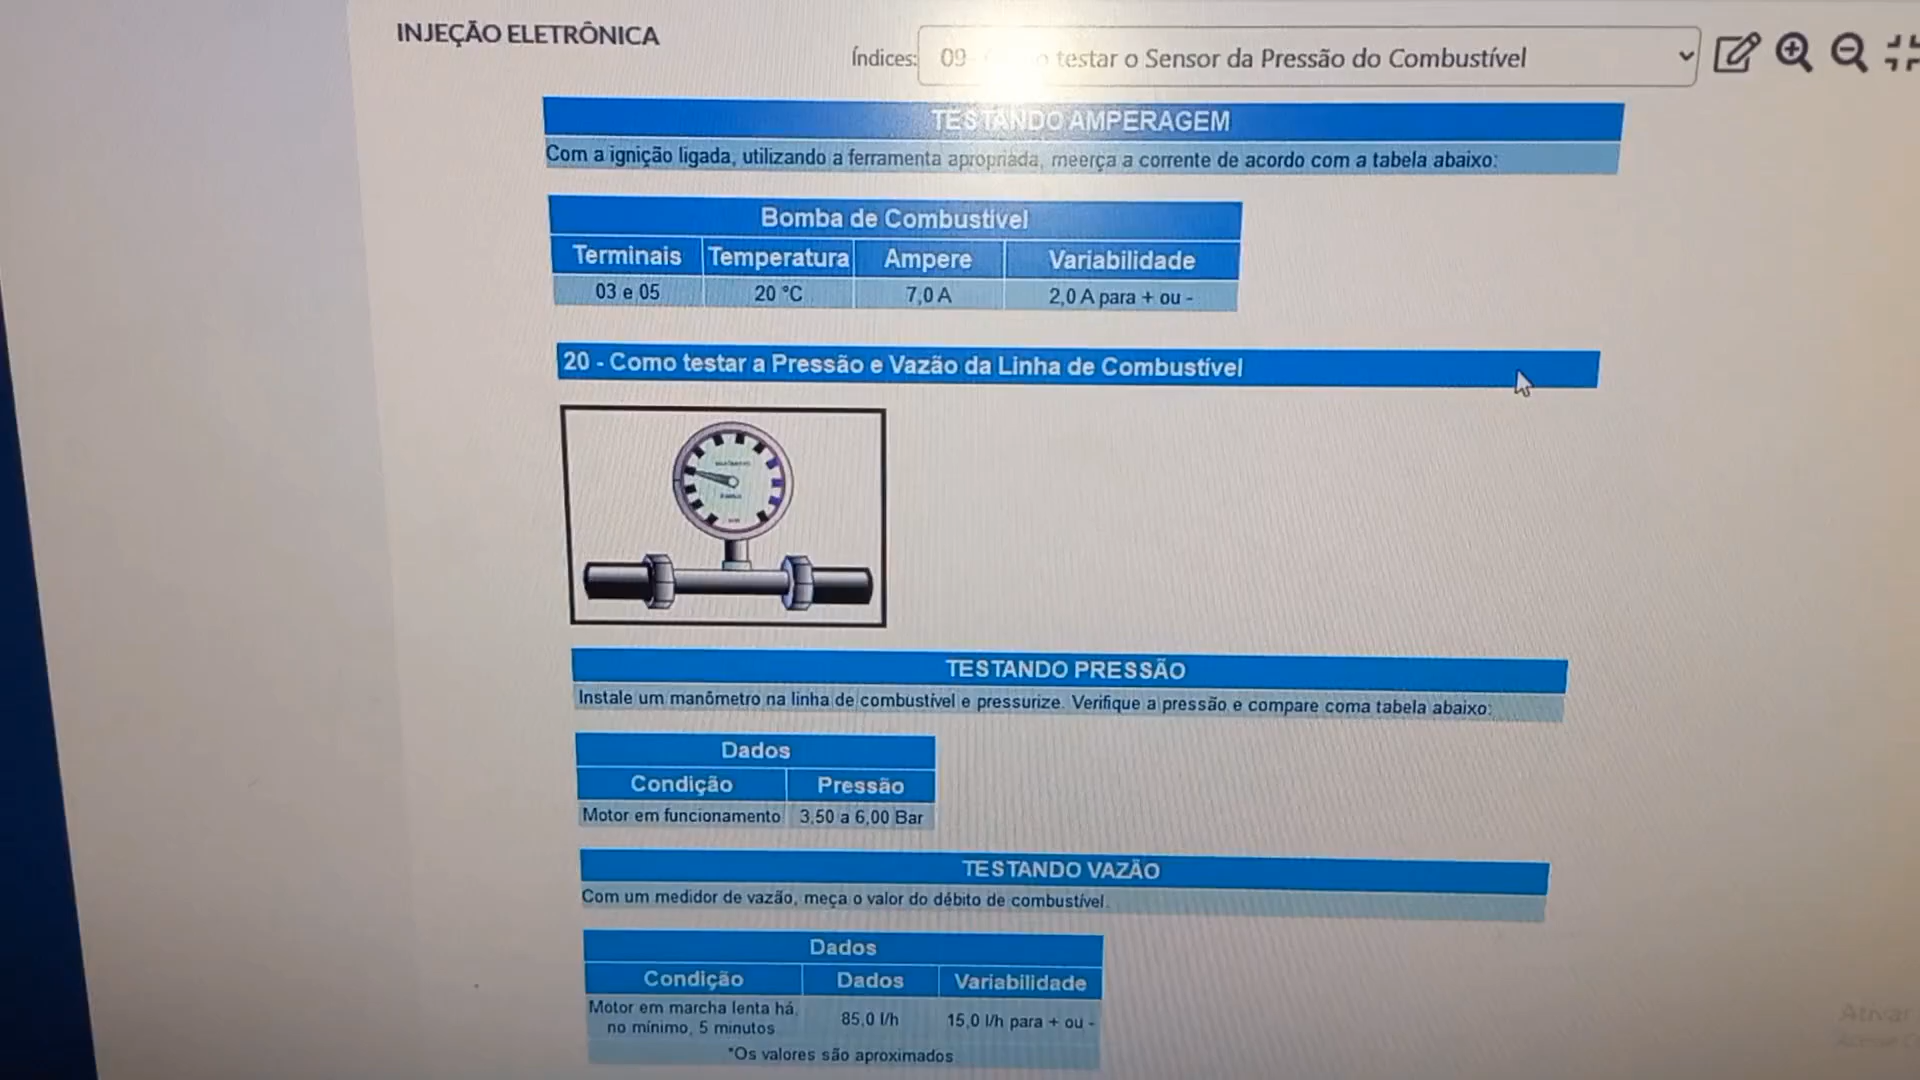 INJEÇÃO ELETRÔNICA
Índices: 09 testar o Sensor da Pressão do Combustível
TESTANDO AMPERAGEM
Com a ignição ligada, utilizando a ferramenta apropriada, meerça a corrente de acordo com a tabela abaixo:
Bomba de Combustível
Terminais Temperatura Ampere Variabilidade
03 e 05 20 °C 7,0 A 2,0 A para + ou -
20 - Como testar a Pressão e Vazão da Linha de Combustível
TESTANDO PRESSÃO
Instale um manômetro na linha de combustível e pressurize. Verifique a pressão e compare coma tabela abaixo:
Dados
Condição Pressão
Motor em funcionamento 3,50 a 6,00 Bar
TESTANDO VAZÃO
Com um medidor de vazão, meça o valor do débito de combustível.
Dados
Condição Dados Variabilidade
Motor em marcha lenta há,
no mínimo, 5 minutos 85,0 l/h 15,0 l/h para + ou -
*Os valores são aproximados
Ativar